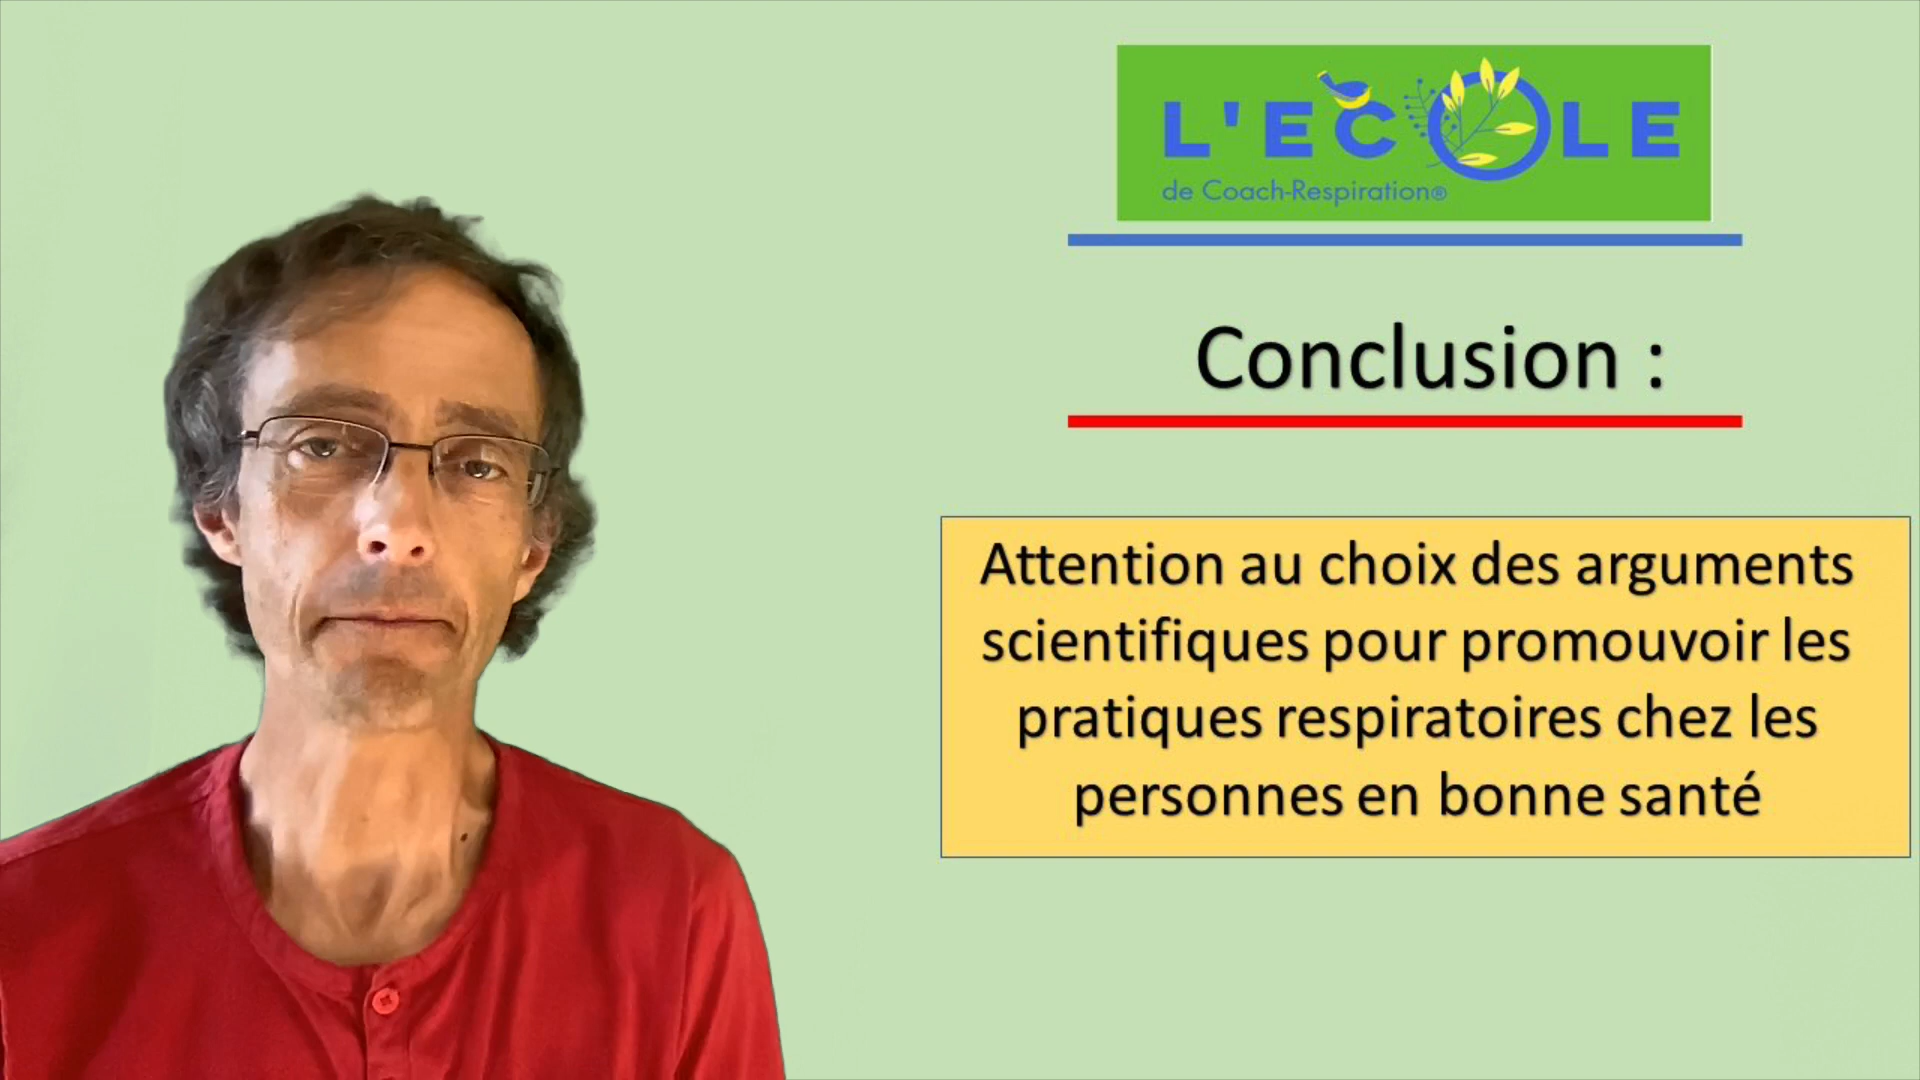 L'ECOLE
de Coach-Respiration®
Conclusion :
Attention au choix des arguments
scientifiques pour promouvoir les
pratiques respiratoires chez les
personnes en bonne santé